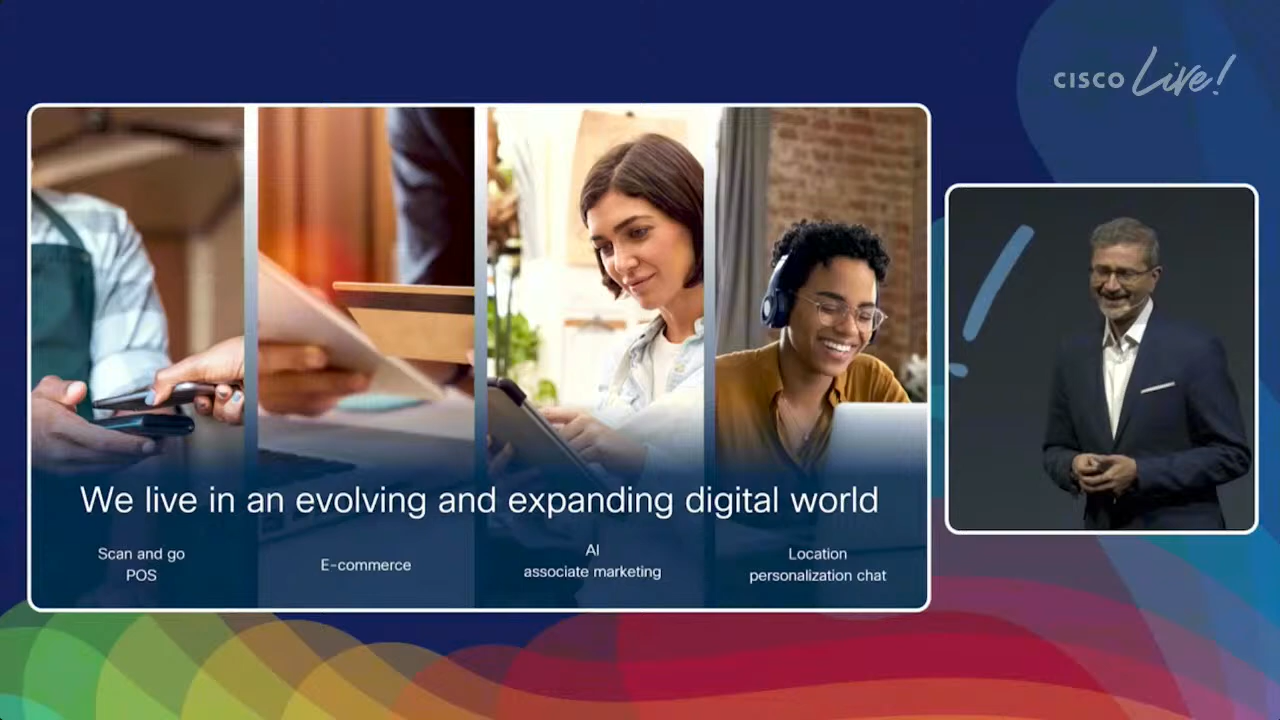 CISCO Live!
We live in an evolving and expanding digital world
Scan and go
POS
E-commerce
AI
associate marketing
Location
personalization chat